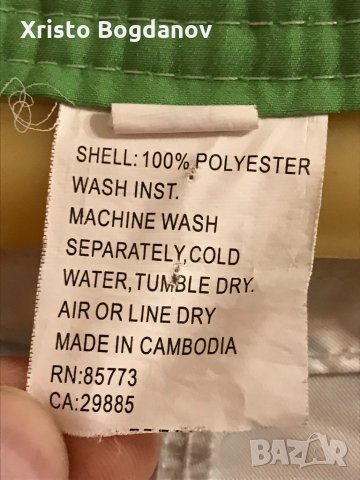 Xristo Bogdanov
SHELL: 100% POLYESTER
WASH INST.
MACHINE WASH
SEPARATELY,COLD
WATER,TUMBLE DRY.
AIR OR LINE DRY
MADE IN CAMBODIA
RN:85773
CA:29885
BAZAR